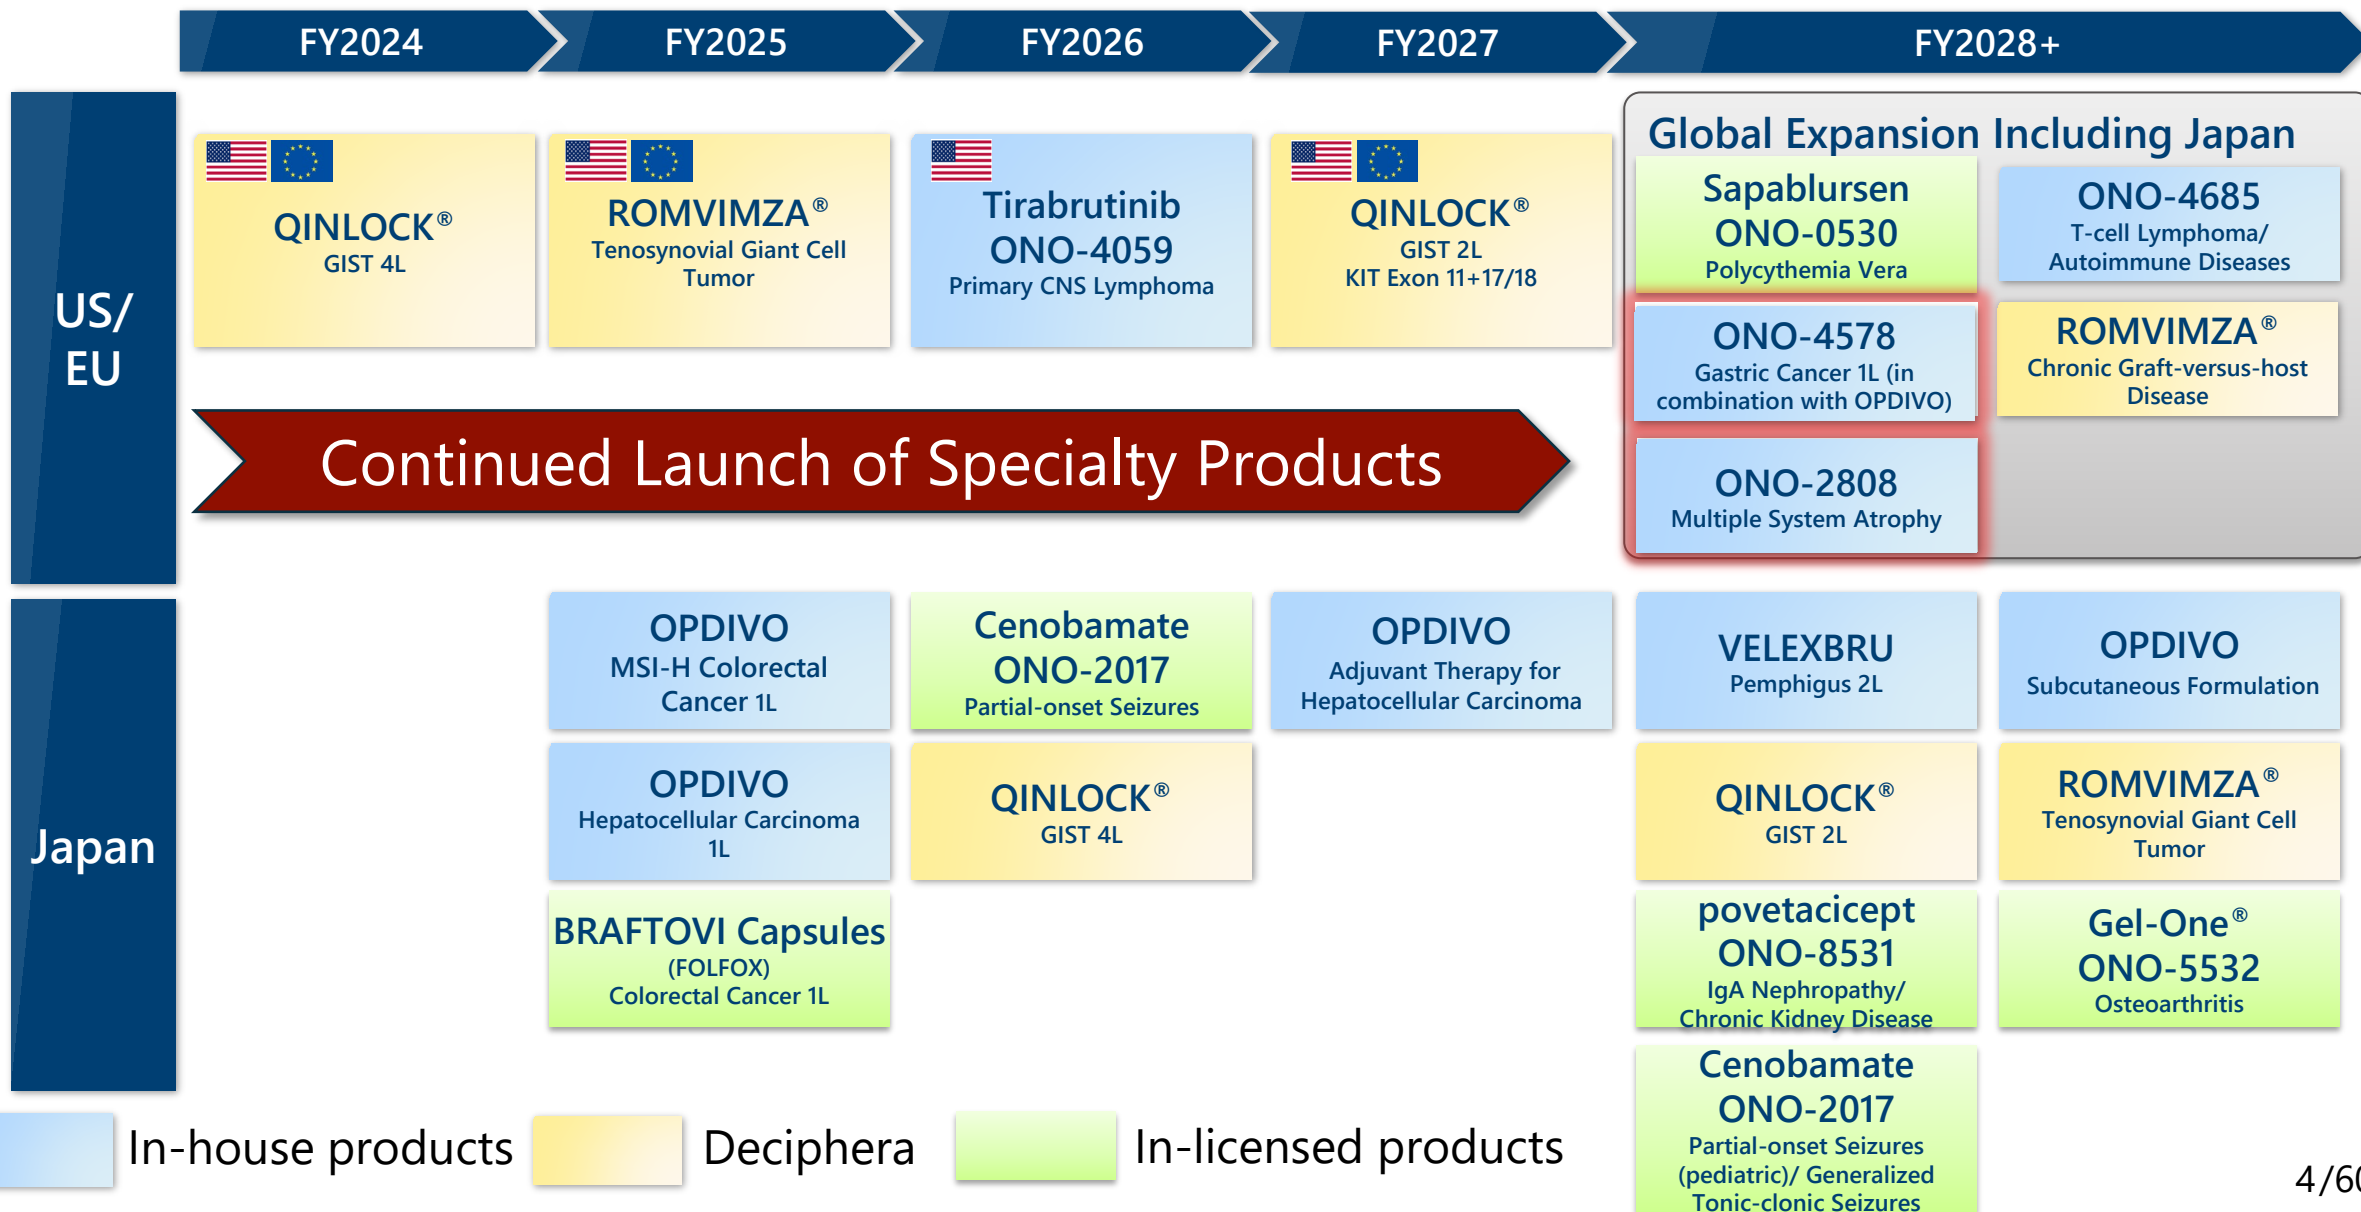 FY2024
FY2025
FY2026
FY2027
FY2028+
US/
EU
QINLOCK®
GIST 4L
ROMVIMZA®
Tenosynovial Giant Cell
Tumor
Tirabrutinib
ONO-4059
Primary CNS Lymphoma
QINLOCK®
GIST 2L
KIT Exon 11+17/18
Global Expansion Including Japan
Sapablursen
ONO-0530
Polycythemia Vera
ONO-4685
T-cell Lymphoma/
Autoimmune Diseases
ONO-4578
Gastric Cancer 1L (in
combination with OPDIVO)
ROMVIMZA®
Chronic Graft-versus-host
Disease
ONO-2808
Multiple System Atrophy
Continued Launch of Specialty Products
Japan
OPDIVO
MSI-H Colorectal
Cancer 1L
Cenobamate
ONO-2017
Partial-onset Seizures
OPDIVO
Adjuvant Therapy for
Hepatocellular Carcinoma
VELEXBRU
Pemphigus 2L
OPDIVO
Subcutaneous Formulation
OPDIVO
Hepatocellular Carcinoma
1L
QINLOCK®
GIST 4L
QINLOCK®
GIST 2L
ROMVIMZA®
Tenosynovial Giant Cell
Tumor
BRAFTOVI Capsules
(FOLFOX)
Colorectal Cancer 1L
povetacicept
ONO-8531
IgA Nephropathy/
Chronic Kidney Disease
Gel-One®
ONO-5532
Osteoarthritis
Cenobamate
ONO-2017
Partial-onset Seizures
(pediatric)/ Generalized
Tonic-clonic Seizures
In-house products
Deciphera
In-licensed products
4/60